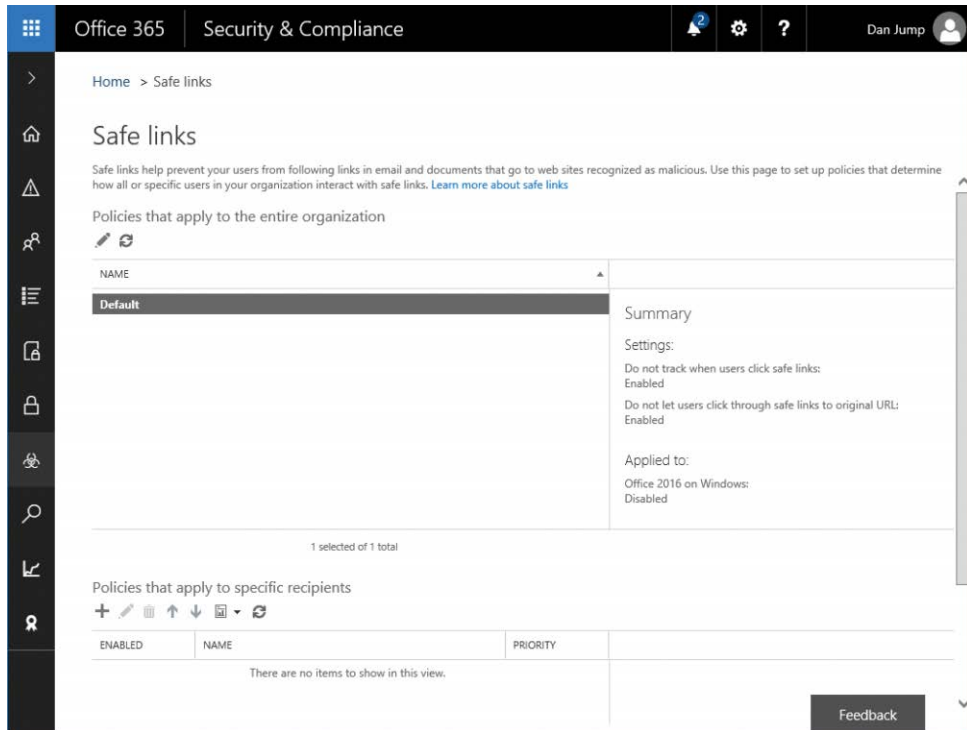 Office 365 Security & Compliance 2 ? Dan Jump
Home > Safe links
Safe links
Safe links help prevent your users from following links in email and documents that go to web sites recognized as malicious. Use this page to set up policies that determine
how all or specific users in your organization interact with safe links. Learn more about safe links
Policies that apply to the entire organization
NAME
Default
Summary
Settings:
Do not track when users click safe links:
Enabled
Do not let users click through safe links to original URL:
Enabled
Applied to:
Office 2016 on Windows:
Disabled
1 selected of 1 total
Policies that apply to specific recipients
ENABLED NAME PRIORITY
There are no items to show in this view.
Feedback